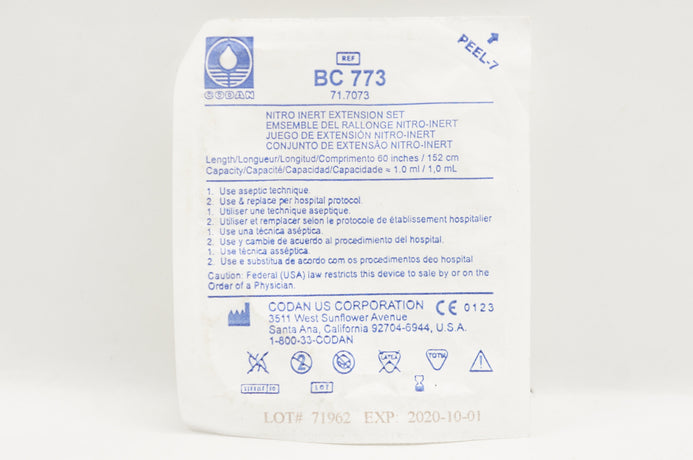 PEEL-7
REF
CODAN
BC 773
71.7073
NITRO INERT EXTENSION SET
ENSEMBLE DEL RALLONGE NITRO-INERT
JUEGO DE EXTENSIÓN NITRO-INERT
CONJUNTO DE EXTENSÃO NITRO-INERT
Length/Longueur/Longitud/Comprimento 60 inches / 152 cm
Capacity/Capacité/Capacidad/Capacidade ≈ 1.0 ml / 1,0 mL
1. Use aseptic technique.
2. Use & replace per hospital protocol.
1. Utiliser une technique aseptique.
2. Utiliser et remplacer selon le protocole de établissement hospitalier
1. Use una técnica aséptica.
2. Use y cambie de acuerdo al procedimiento del hospital.
1. Use técnica asséptica.
2. Use e substitua de acordo com os procedimentos deo hospital
Caution: Federal (USA) law restricts this device to sale by or on the
Order of a Physician.
CODAN US CORPORATION CE 0123
3511 West Sunflower Avenue
Santa Ana, California 92704-6944, U.S.A.
1-800-33-CODAN
2 LATEX
LOT
LOT# 71962 EXP: 2020-10-01